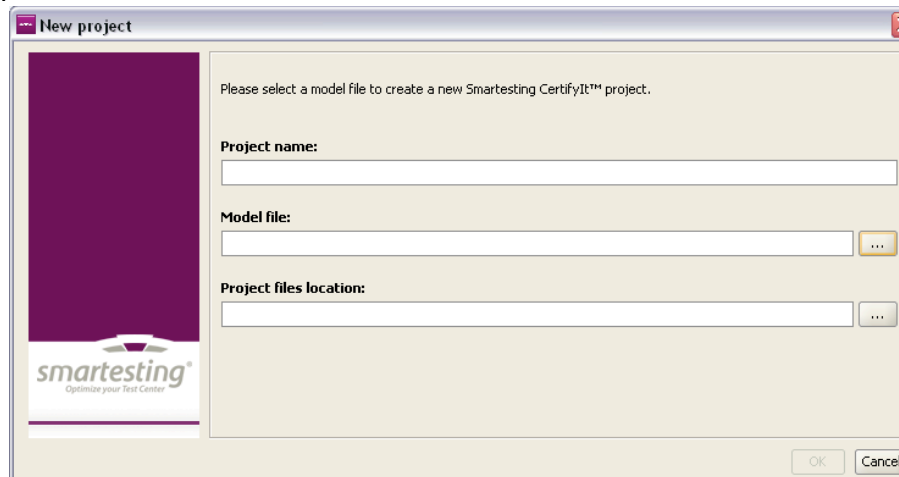 New project
Please select a model file to create a new Smartesting CertifyIt™ project.
Project name:
Model file:
...
Project files location:
...
smartesting®
Optimize your Test Center
OK
Cancel